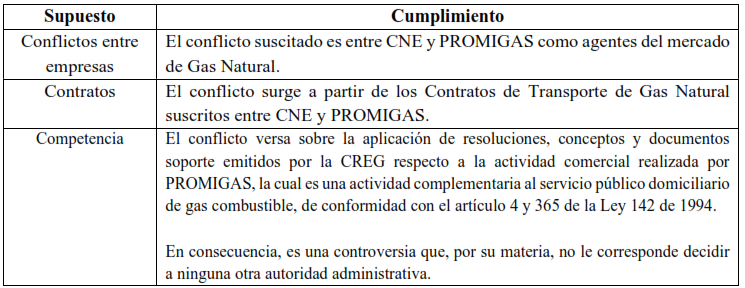 Supuesto Cumplimiento
Conflictos entre empresas El conflicto suscitado es entre CNE y PROMIGAS como agentes del mercado
de Gas Natural.
Contratos El conflicto surge a partir de los Contratos de Transporte de Gas Natural
suscritos entre CNE y PROMIGAS.
Competencia El conflicto versa sobre la aplicación de resoluciones, conceptos y documentos
soporte emitidos por la CREG respecto a la actividad comercial realizada por
PROMIGAS, la cual es una actividad complementaria al servicio público domiciliario
de gas combustible, de conformidad con el artículo 4 y 365 de la Ley 142 de 1994.
En consecuencia, es una controversia que, por su materia, no le corresponde decidir
a ninguna otra autoridad administrativa.